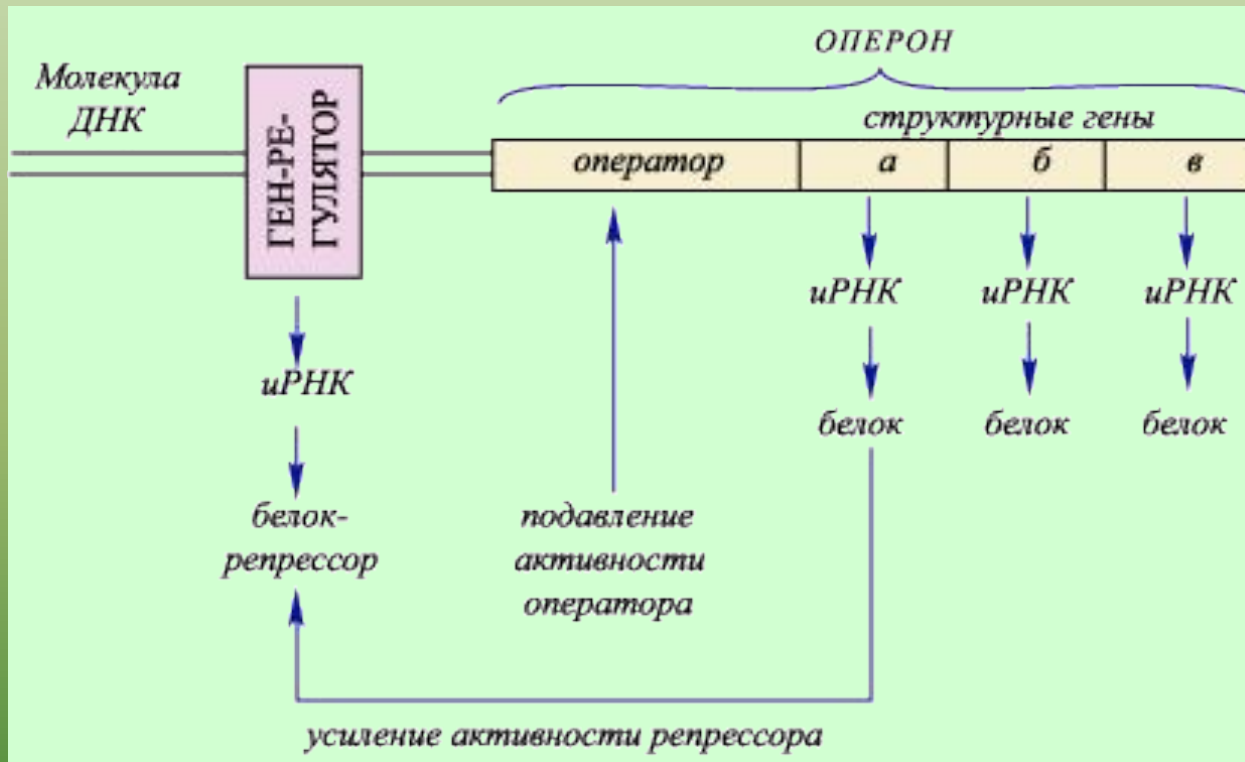 ОПЕРОН
Молекула
ДНК
ГЕН-РЕ-
ГУЛЯТОР
структурные гены
оператор а б в
иРНК иРНК иРНК
иРНК
белок белок белок
белок-
репрессор
подавление
активности
оператора
усиление активности репрессора